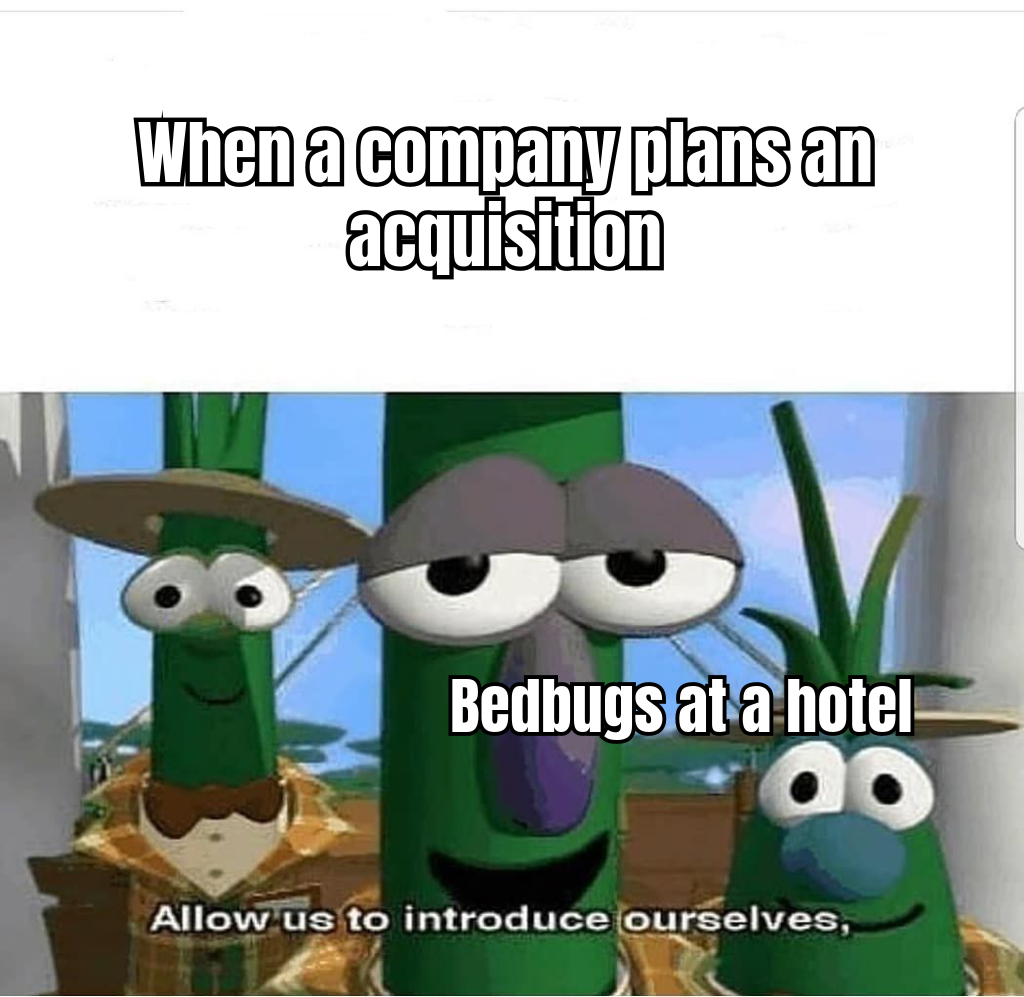 When a company plans an
acquisition
Bedbugs at a hotel
Allow us to introduce ourselves,